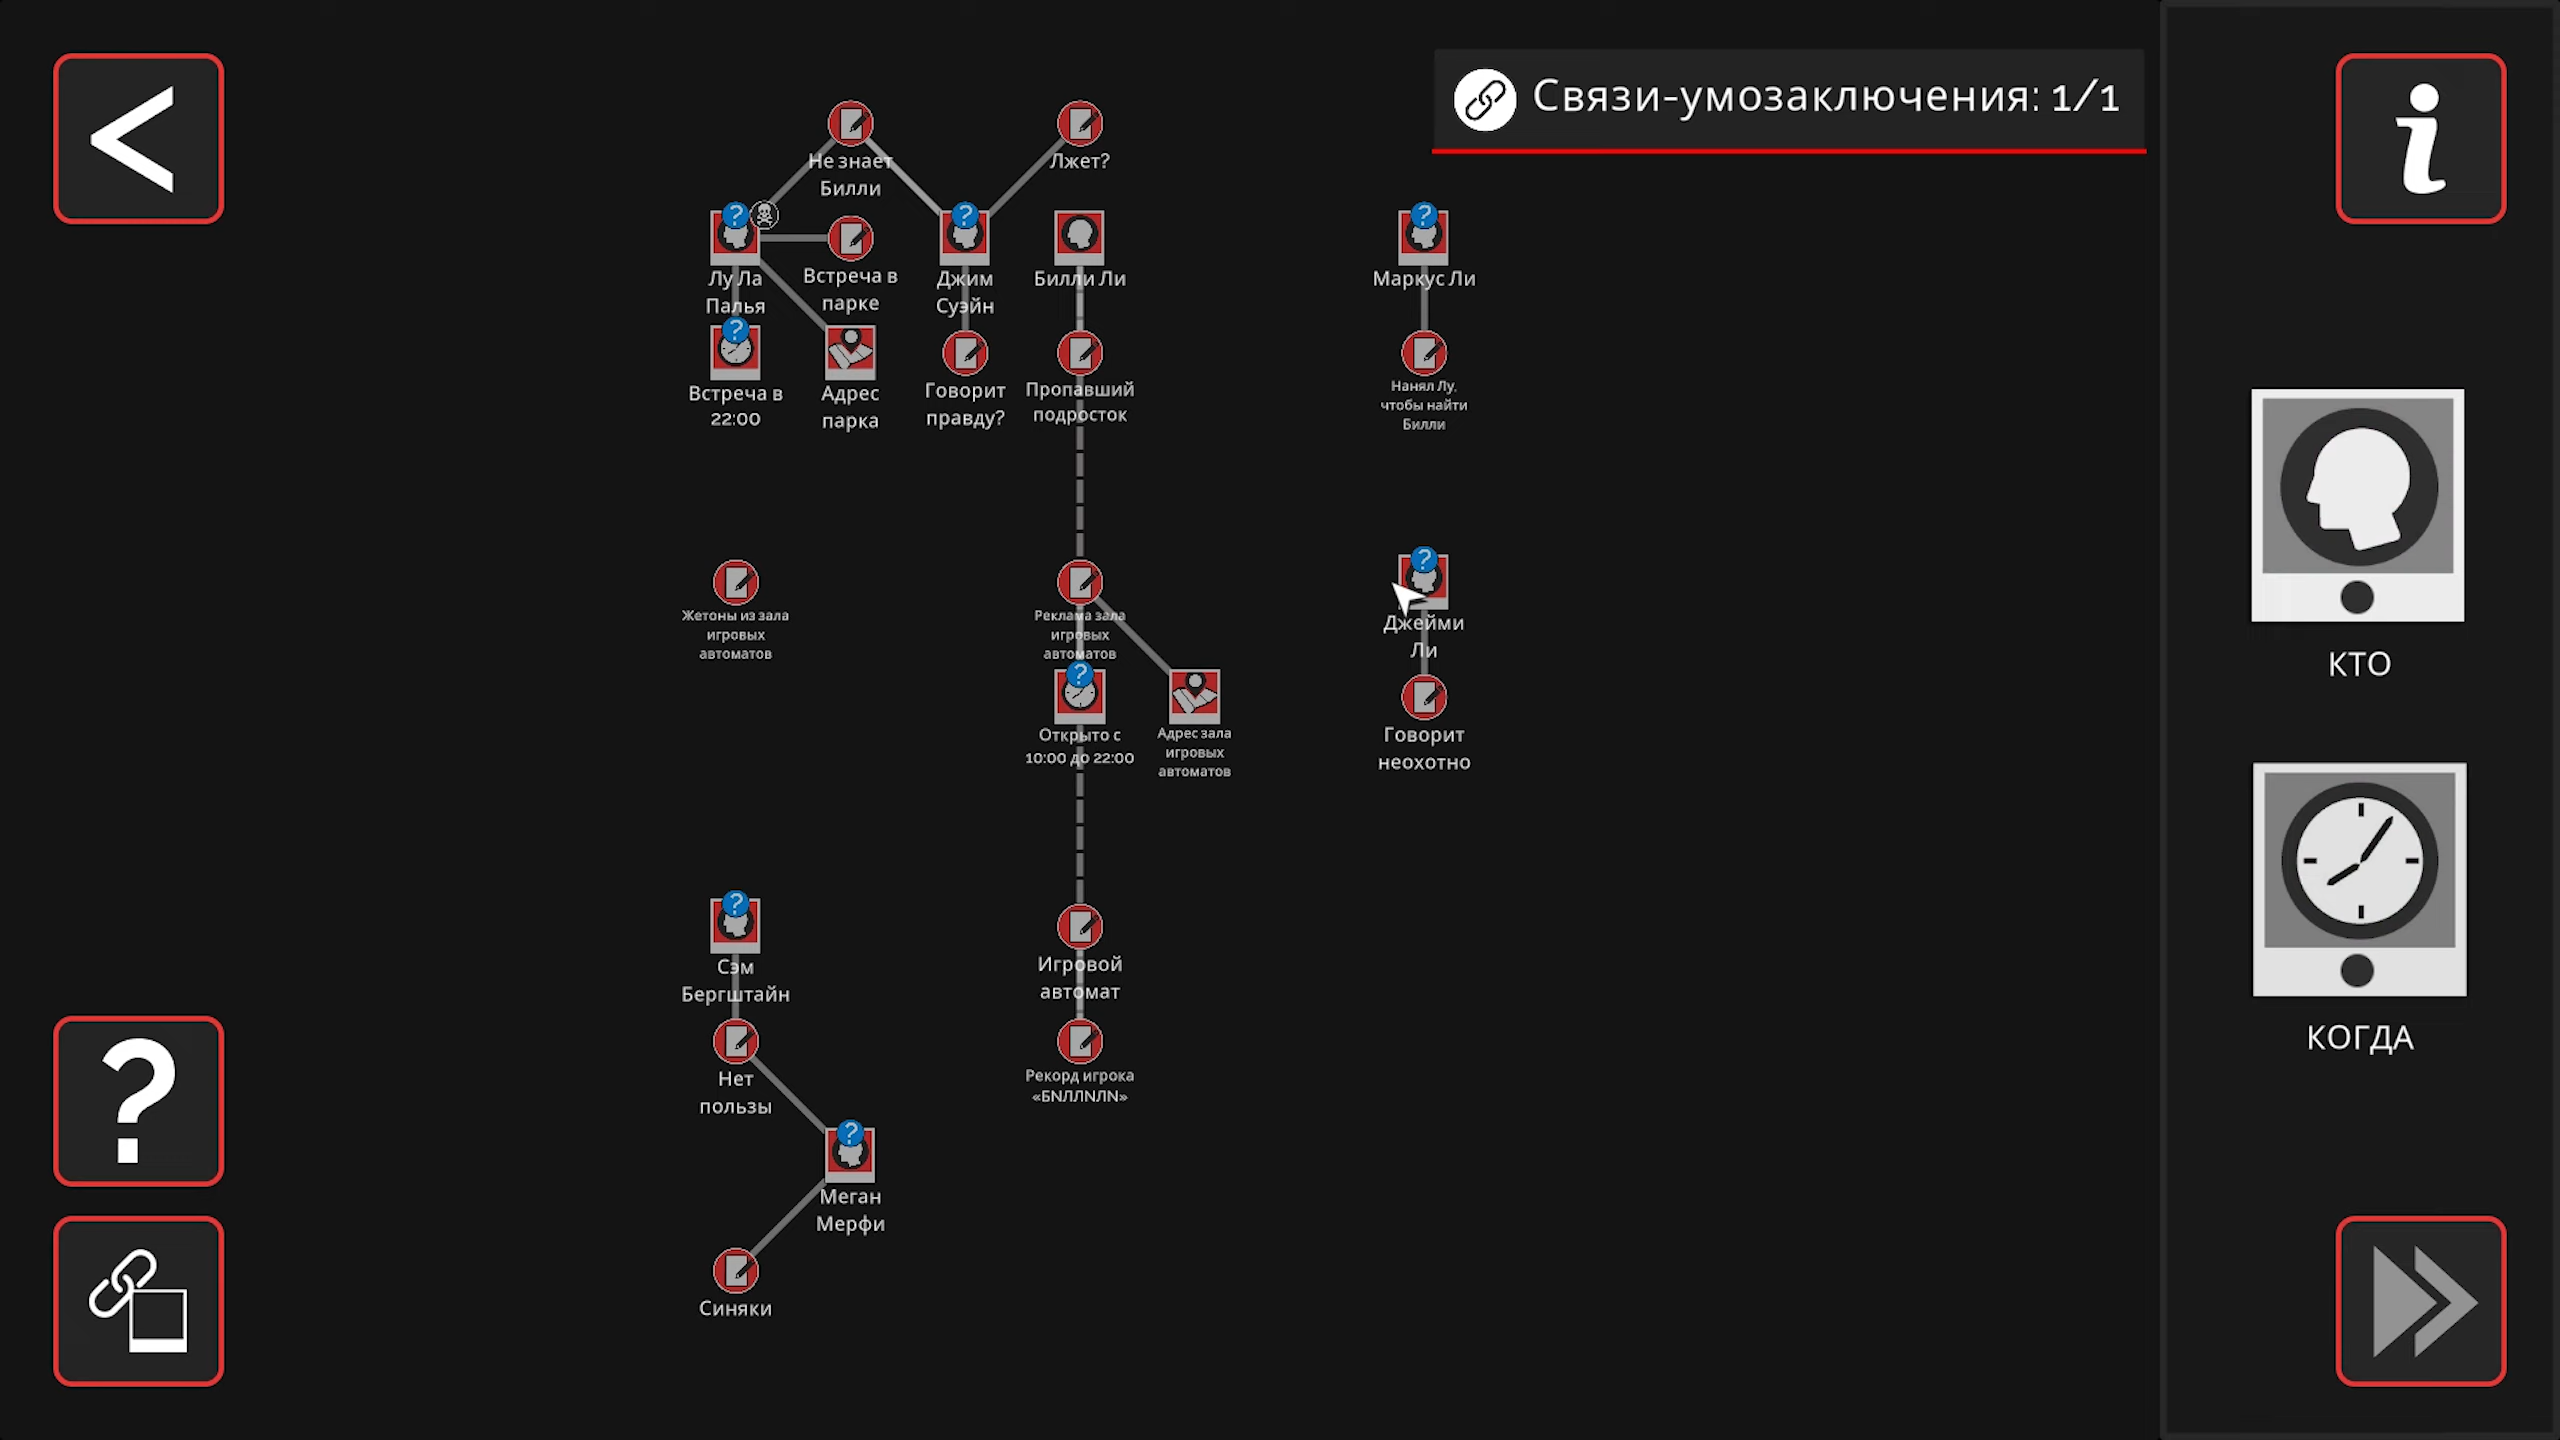 Связи-умозаключения: 1/1
Не знает
Билли
Лжет?
Лу Ла
Палья
Встреча в
парке
Джим
Суэйн
Билли Ли
Маркус Ли
Встреча в
22:00
Адрес
парка
Говорит
правду?
Пропавший
подросток
Нанял Лу,
чтобы найти
Билли
Жетоны из зала
игровых
автоматов
Реклама зала
игровых
автоматов
Джейми
Ли
Открыто с
10:00 до 22:00
Адрес зала
игровых
автоматов
Говорит
неохотно
КТО
Сэм
Бергштайн
Игровой
автомат
КОГДА
Нет
пользы
Рекорд игрока
«БNЛЛNЛN»
Меган
Мерфи
Синяки